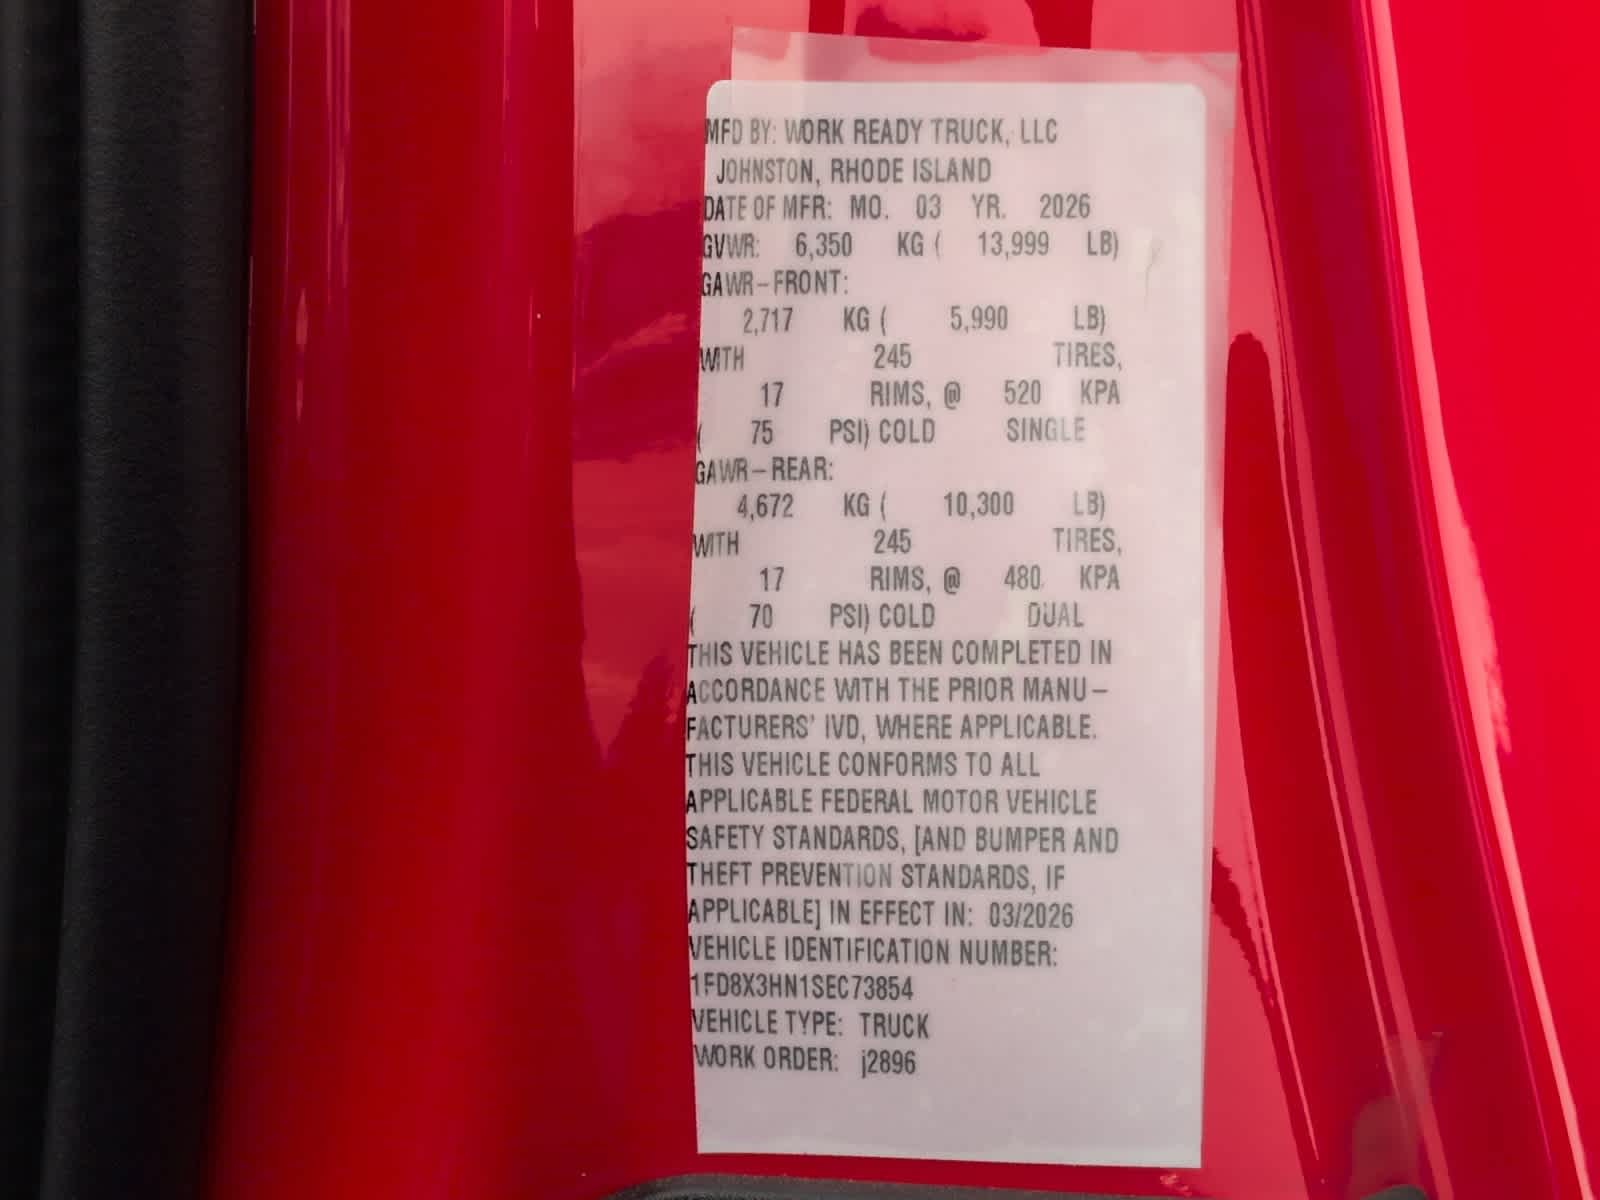 MFD BY: WORK READY TRUCK, LLC
JOHNSTON, RHODE ISLAND
DATE OF MFR: MO. 03 YR. 2026
GVWR: 6,350 KG ( 13,999 LB)
GAWR-FRONT:
2,717 KG ( 5,990 LB)
WITH 245 TIRES,
17 RIMS, @ 520 KPA
( 75 PSI) COLD SINGLE
GAWR-REAR:
4,672 KG ( 10,300 LB)
WITH 245 TIRES,
17 RIMS, @ 480 KPA
( 70 PSI) COLD DUAL
THIS VEHICLE HAS BEEN COMPLETED IN
ACCORDANCE WITH THE PRIOR MANU-
FACTURERS' IVD, WHERE APPLICABLE.
THIS VEHICLE CONFORMS TO ALL
APPLICABLE FEDERAL MOTOR VEHICLE
SAFETY STANDARDS, [AND BUMPER AND
THEFT PREVENTION STANDARDS, IF
APPLICABLE] IN EFFECT IN: 03/2026
VEHICLE IDENTIFICATION NUMBER:
1FD8X3HN1SEC73854
VEHICLE TYPE: TRUCK
WORK ORDER: j2896